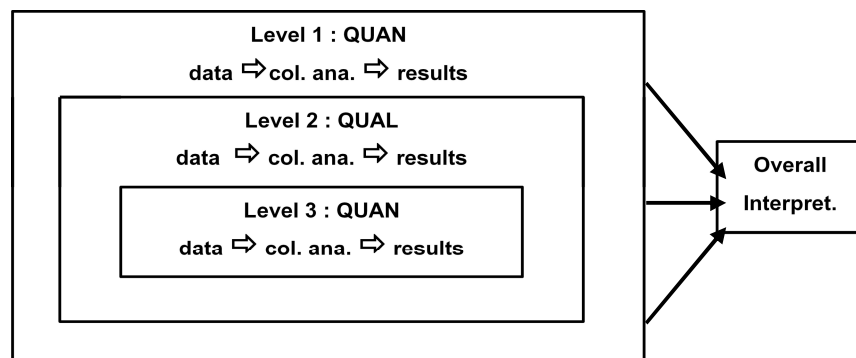 Level 1 : QUAN
data ⇨ col. ana. ⇨ results
Level 2 : QUAL
data ⇨ col. ana. ⇨ results
Level 3 : QUAN
data ⇨ col. ana. ⇨ results
Overall
Interpret.